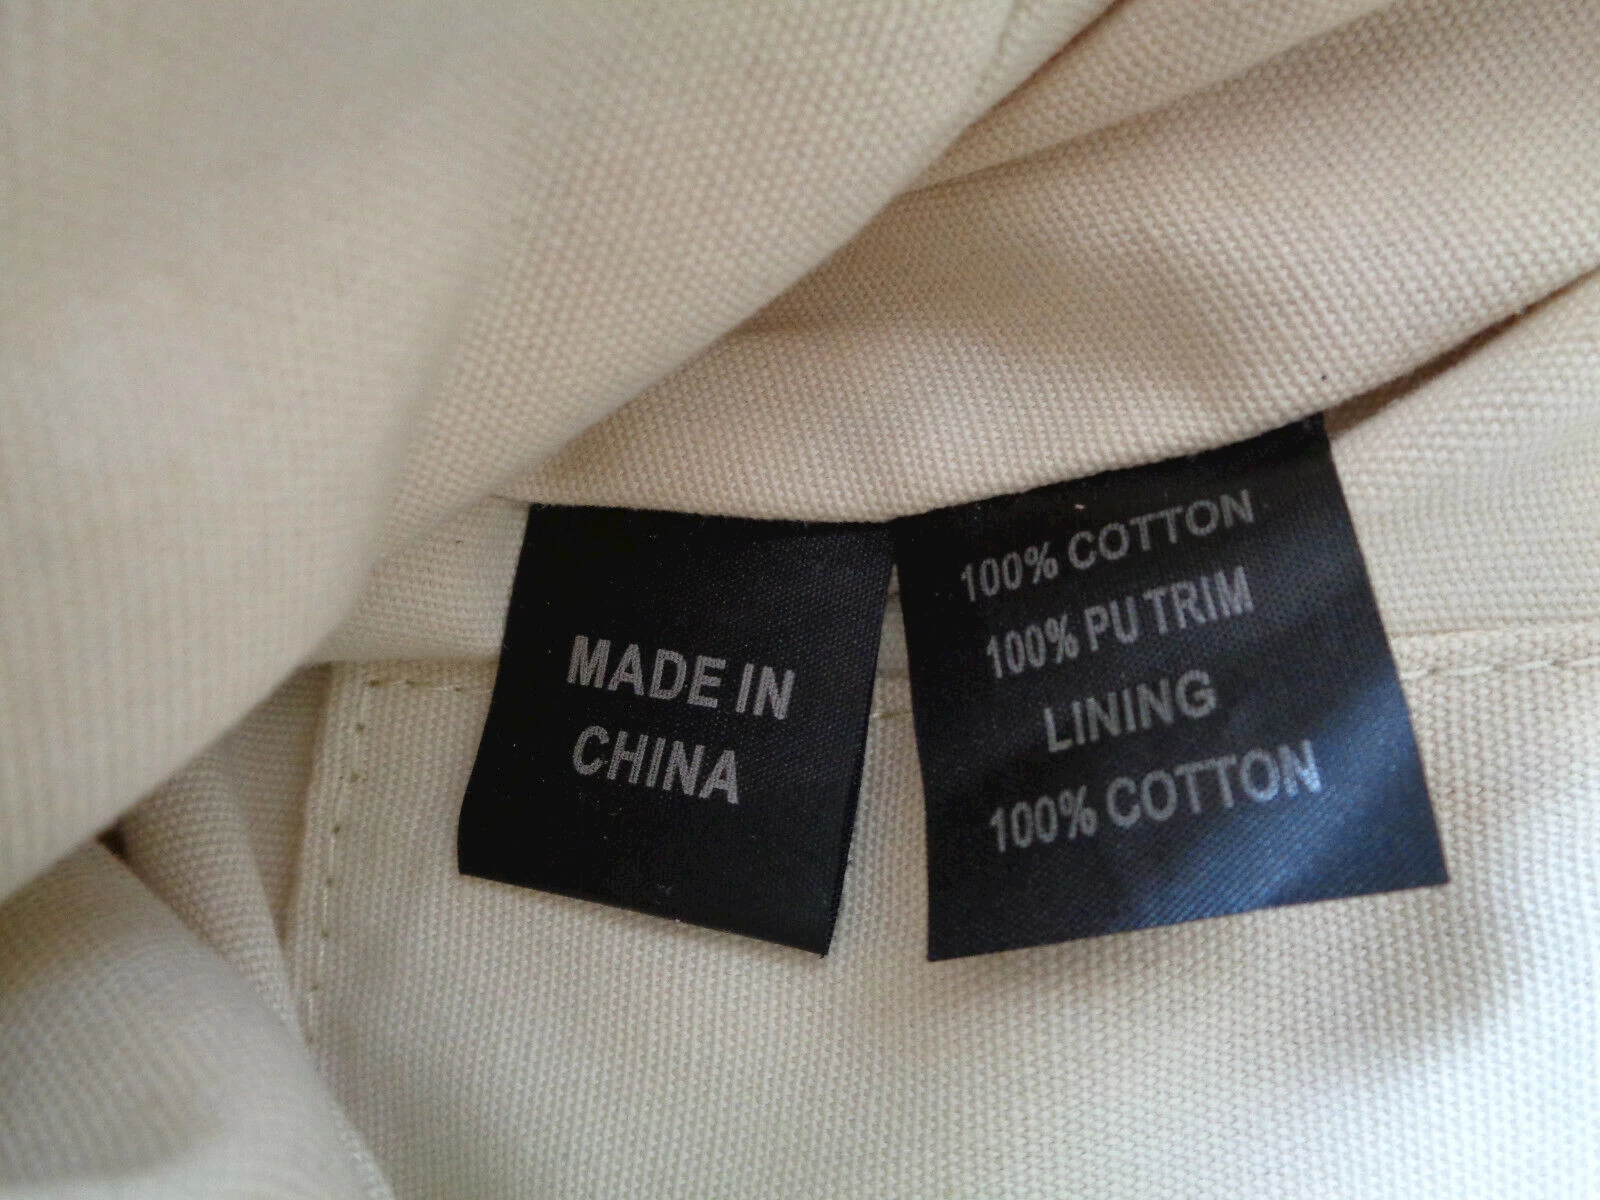 MADE IN
CHINA
100% COTTON
100% PU TRIM
LINING
100% COTTON